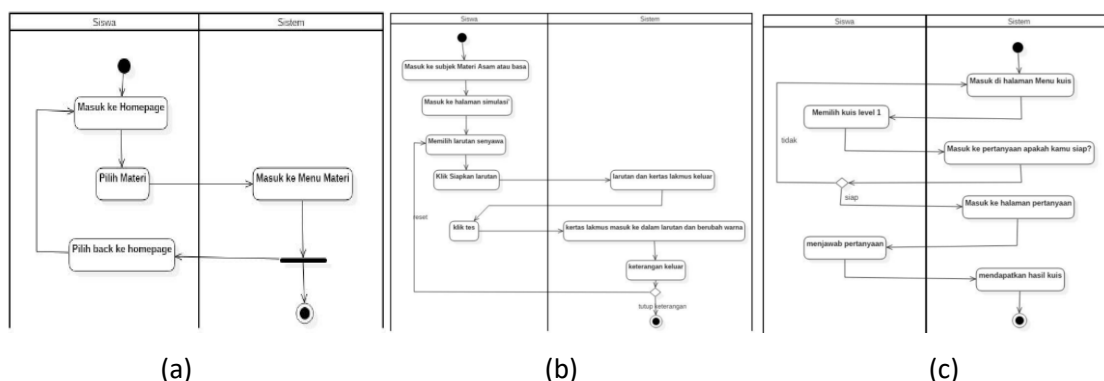 Siswa
Sistem
Masuk ke Homepage
Pilih Materi
Masuk ke Menu Materi
Pilih back ke homepage
(a)
Siswa
Sistem
Masuk ke subjek Materi Asam atau basa
Masuk ke halaman simulasi'
Memilih larutan senyawa
Klik Siapkan larutan
larutan dan kertas lakmus keluar
reset
klik tes
kertas lakmus masuk ke dalam larutan dan berubah warna
keterangan keluar
tutup keterangan
(b)
Siswa
Sistem
Masuk di halaman Menu kuis
Memilih kuis level 1
tidak
Masuk ke pertanyaan apakah kamu siap?
siap
Masuk ke halaman pertanyaan
menjawab pertanyaan
mendapatkan hasil kuis
(c)